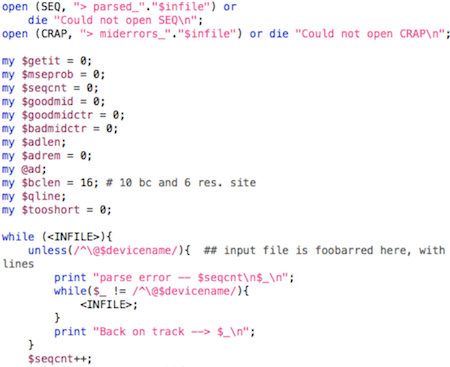 open (SEQ, "> parsed_"."$infile") or
die "Could not open SEQ\n";
open (CRAP, "> miderrors_"."$infile") or die "Could not open CRAP\n";
my $getit = 0;
my $mseprob = 0;
my $seqcnt = 0;
my $goodmid = 0;
my $goodmidctr = 0;
my $badmidctr = 0;
my $adlen;
my $adrem = 0;
my @ad;
my $bclen = 16; # 10 bc and 6 res. site
my $qline;
my $tooshort = 0;
while (<INFILE>){
unless(/^\@$devicename/){ ## input file is foobarred here, with
lines
print "parse error -- $seqcnt\n$_\n";
while($_ != /^\@$devicename/){
<INFILE>;
}
print "Back on track --> $_\n";
}
$seqcnt++;